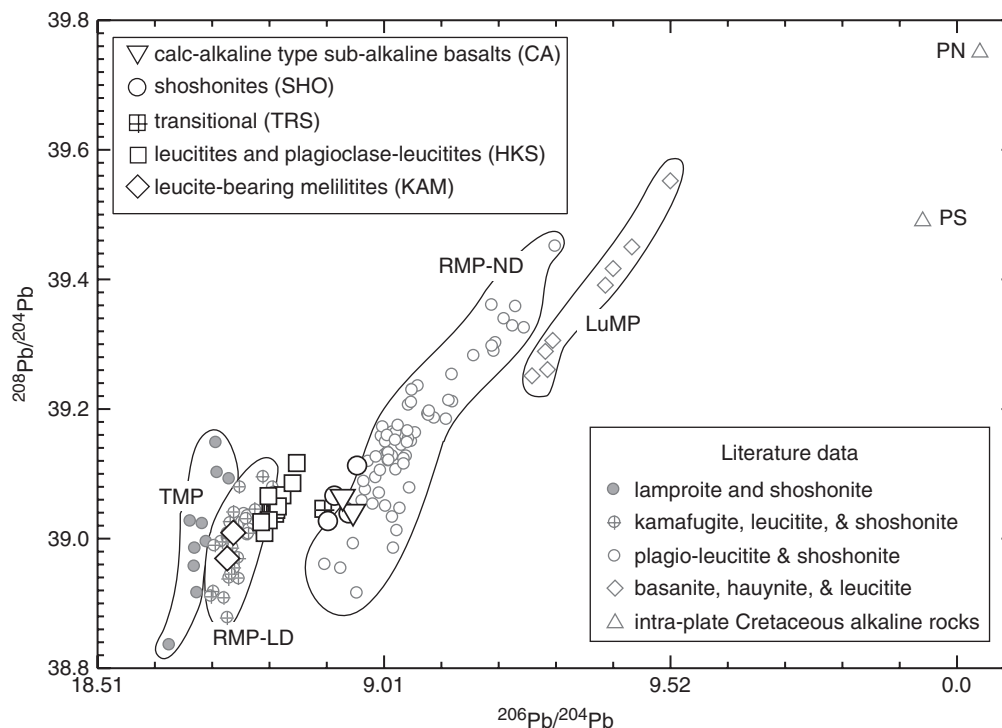 39.8
39.6
39.4
39.2
39.0
38.8
208Pb/204Pb
calc-alkaline type sub-alkaline basalts (CA)
shoshonites (SHO)
transitional (TRS)
leucitites and plagioclase-leucitites (HKS)
leucite-bearing melilitites (KAM)
PN
PS
RMP-ND
LuMP
TMP
RMP-LD
Literature data
lamproite and shoshonite
kamafugite, leucitite, & shoshonite
plagio-leucitite & shoshonite
basanite, hauynite, & leucitite
intra-plate Cretaceous alkaline rocks
18.51
9.01
9.52
0.0
206Pb/204Pb